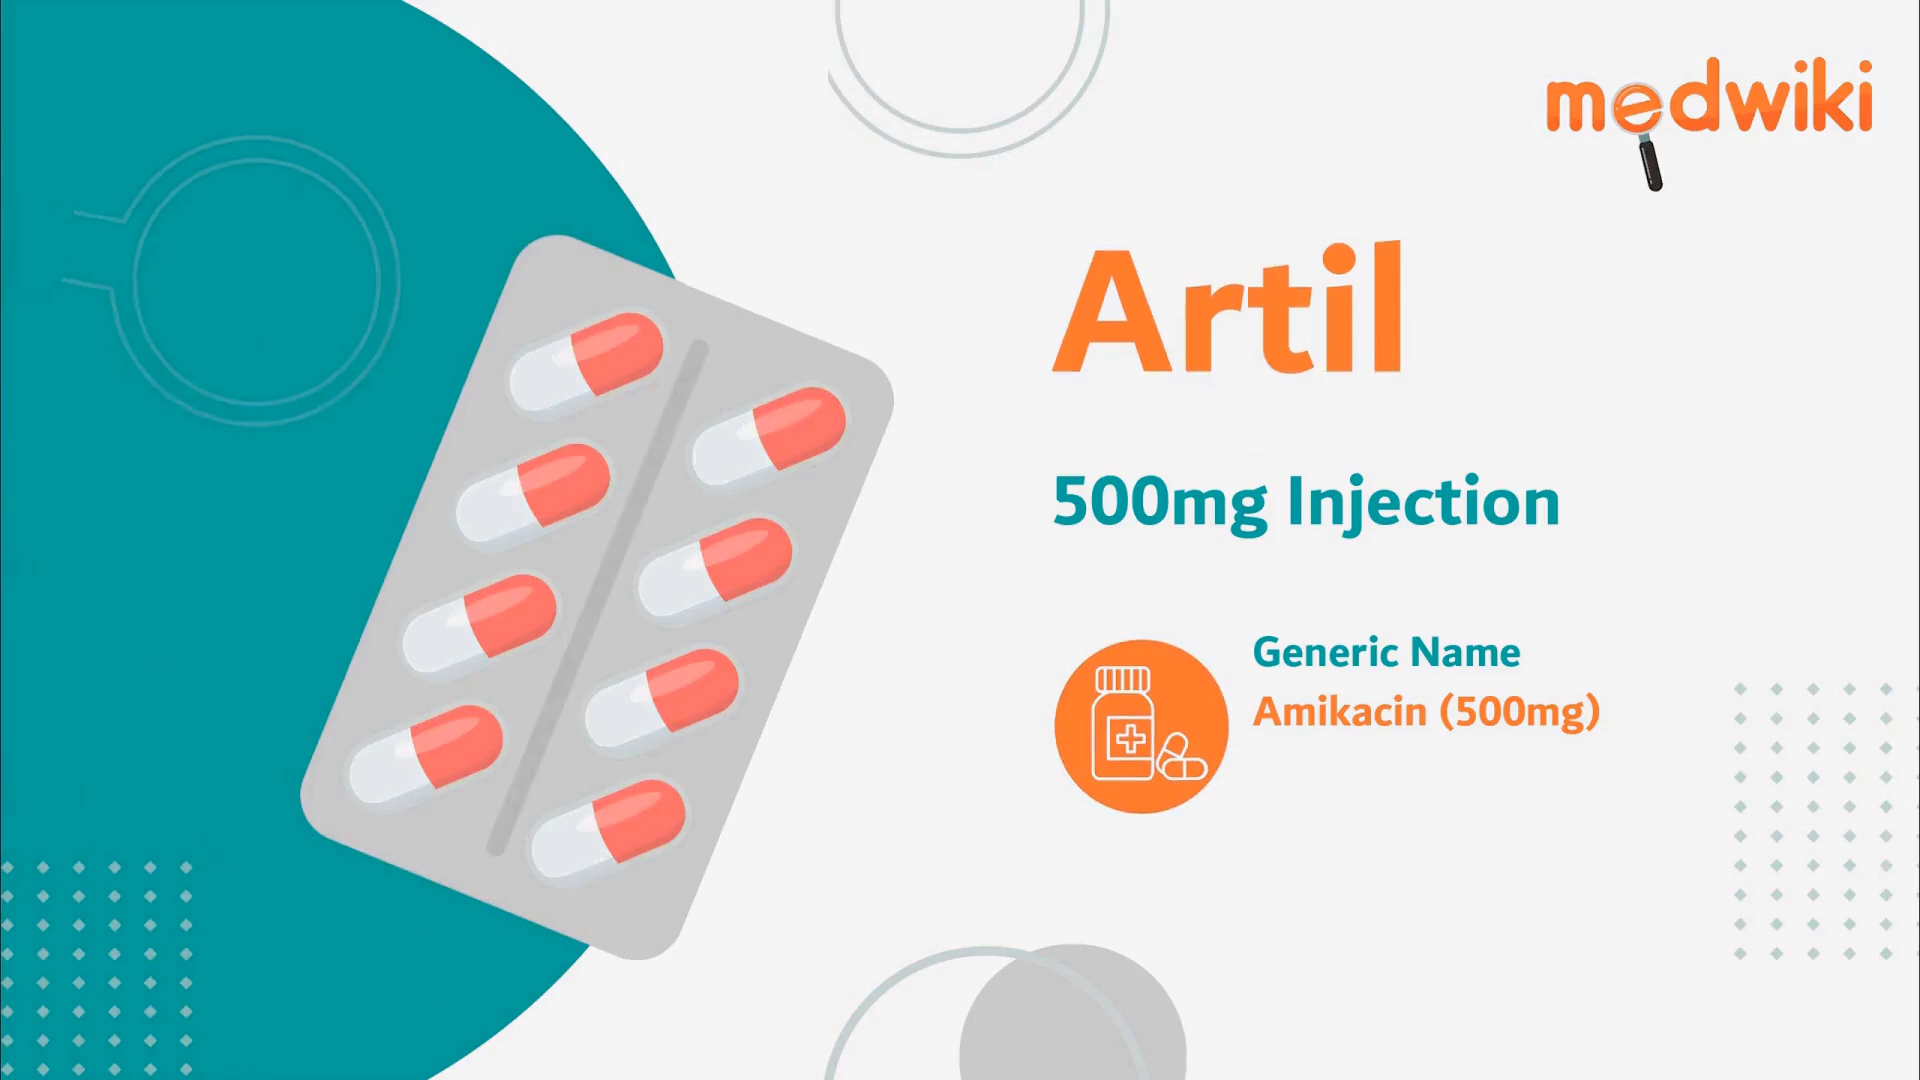 medwiki
Artil
500mg Injection
Generic Name
Amikacin (500mg)